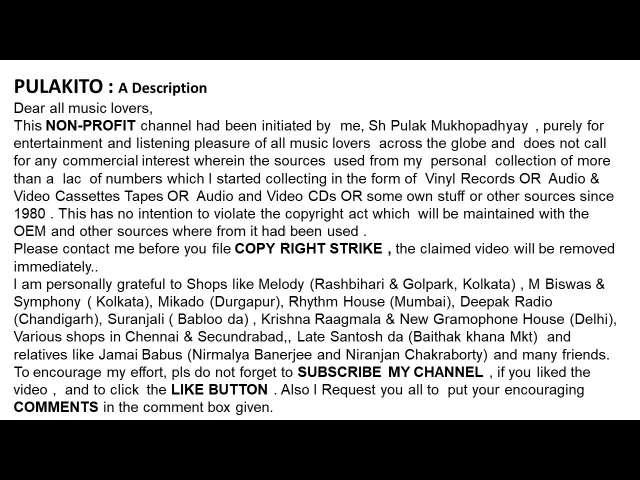 PULAKITO : A Description
Dear all music lovers,
This NON-PROFIT channel had been initiated by me, Sh Pulak Mukhopadhyay , purely for
entertainment and listening pleasure of all music lovers across the globe and does not call
for any commercial interest wherein the sources used from my personal collection of more
than a lac of numbers which I started collecting in the form of Vinyl Records OR Audio &
Video Cassettes Tapes OR Audio and Video CDs OR some own stuff or other sources since
1980 . This has no intention to violate the copyright act which will be maintained with the
OEM and other sources where from it had been used .
Please contact me before you file COPY RIGHT STRIKE , the claimed video will be removed
immediately..
I am personally grateful to Shops like Melody (Rashbihari & Golpark, Kolkata) , M Biswas &
Symphony ( Kolkata), Mikado (Durgapur), Rhythm House (Mumbai), Deepak Radio
(Chandigarh), Suranjali ( Babloo da) , Krishna Raagmala & New Gramophone House (Delhi),
Various shops in Chennai & Secundrabad,, Late Santosh da (Baithak khana Mkt) and
relatives like Jamai Babus (Nirmalya Banerjee and Niranjan Chakraborty) and many friends.
To encourage my effort, pls do not forget to SUBSCRIBE MY CHANNEL , if you liked the
video , and to click the LIKE BUTTON . Also I Request you all to put your encouraging
COMMENTS in the comment box given.